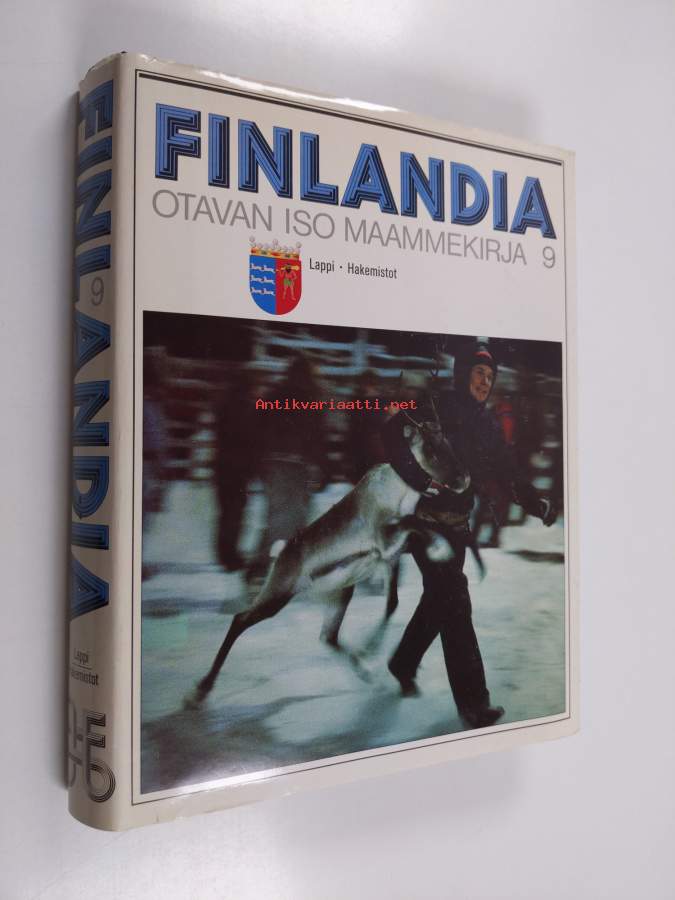 FINLANDIA
OTAVAN ISO MAAMMEKIRJA 9
Lappi • Hakemistot
Antikvariaatti.net
FINLANDIA
9
Lappi
Hakemistot